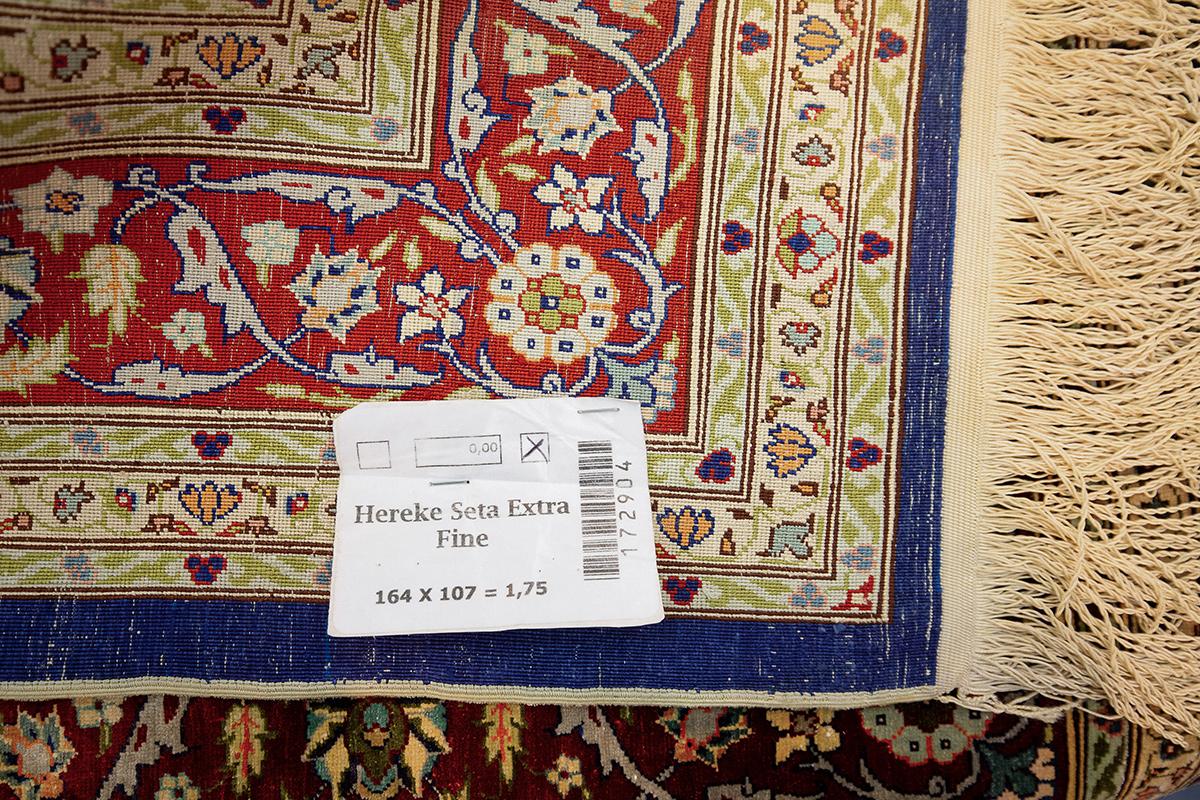 0,00
Hereke Seta Extra
Fine
164 X 107 = 1,75
172904